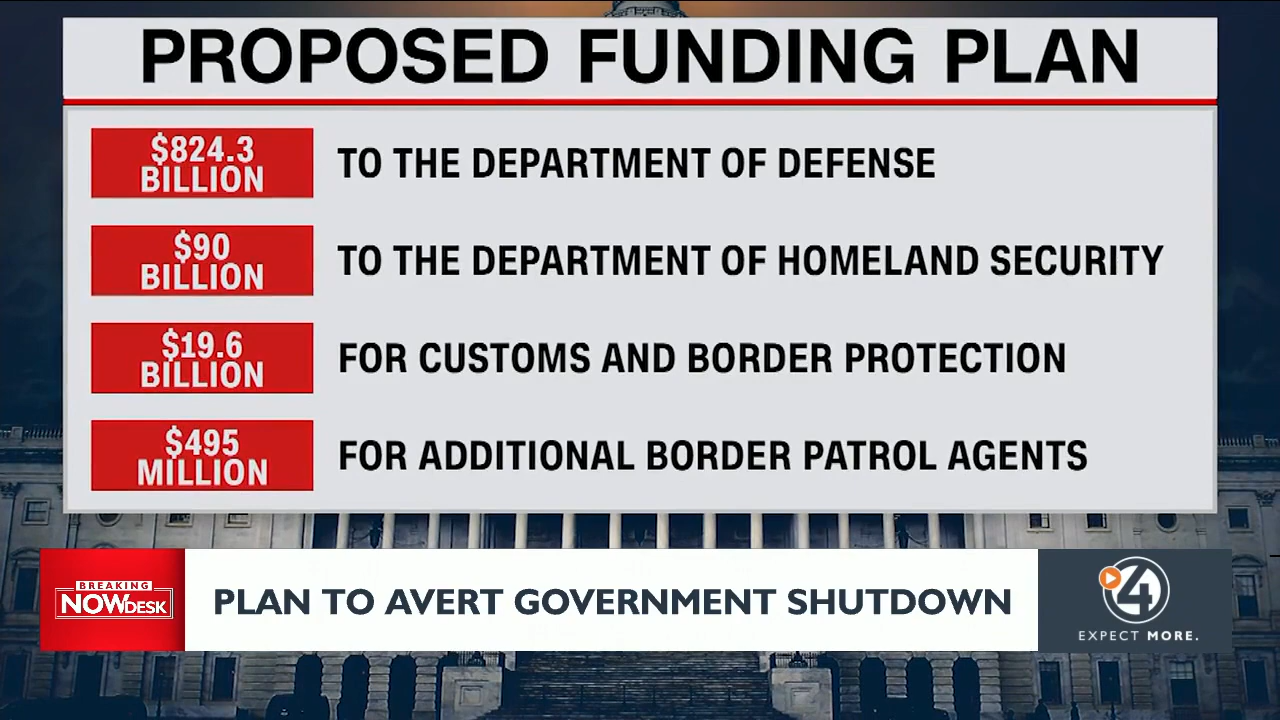 PROPOSED FUNDING PLAN
$824.3
BILLION
TO THE DEPARTMENT OF DEFENSE
$90
BILLION
TO THE DEPARTMENT OF HOMELAND SECURITY
$19.6
BILLION
FOR CUSTOMS AND BORDER PROTECTION
$495
MILLION
FOR ADDITIONAL BORDER PATROL AGENTS
BREAKING
NOWDESK
PLAN TO AVERT GOVERNMENT SHUTDOWN
4
EXPECT MORE.